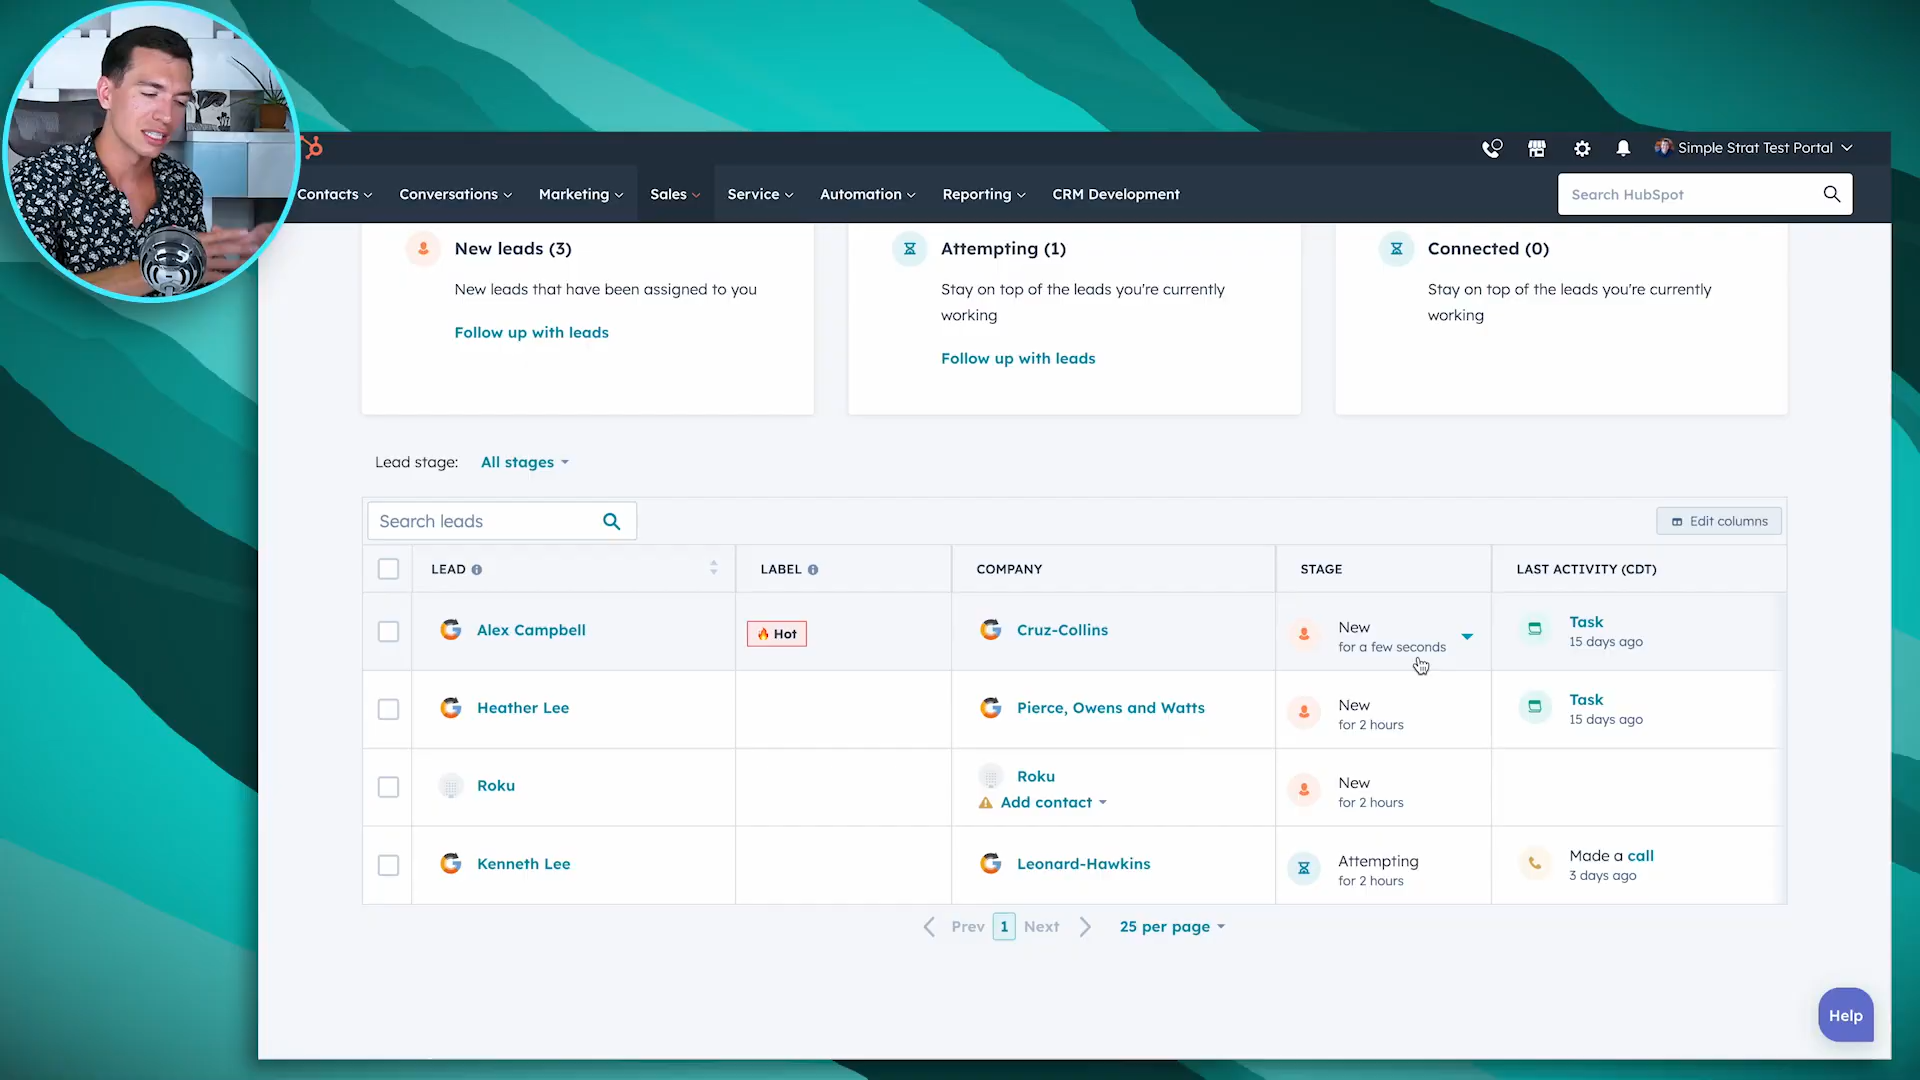 Simple Strat Test Portal
Contacts
Conversations
Marketing
Sales
Service
Automation
Reporting
CRM Development
Search HubSpot
New leads (3)
New leads that have been assigned to you
Follow up with leads
Attempting (1)
Stay on top of the leads you're currently
working
Follow up with leads
Connected (0)
Stay on top of the leads you're currently
working
Lead stage: All stages
Search leads
Edit columns
LEAD
LABEL
COMPANY
STAGE
LAST ACTIVITY (CDT)
Alex Campbell
Hot
Cruz-Collins
New
for a few seconds
Task
15 days ago
Heather Lee
Pierce, Owens and Watts
New
for 2 hours
Task
15 days ago
Roku
Roku
Add contact
New
for 2 hours
Kenneth Lee
Leonard-Hawkins
Attempting
for 2 hours
Made a call
3 days ago
Prev 1 Next
25 per page
Help